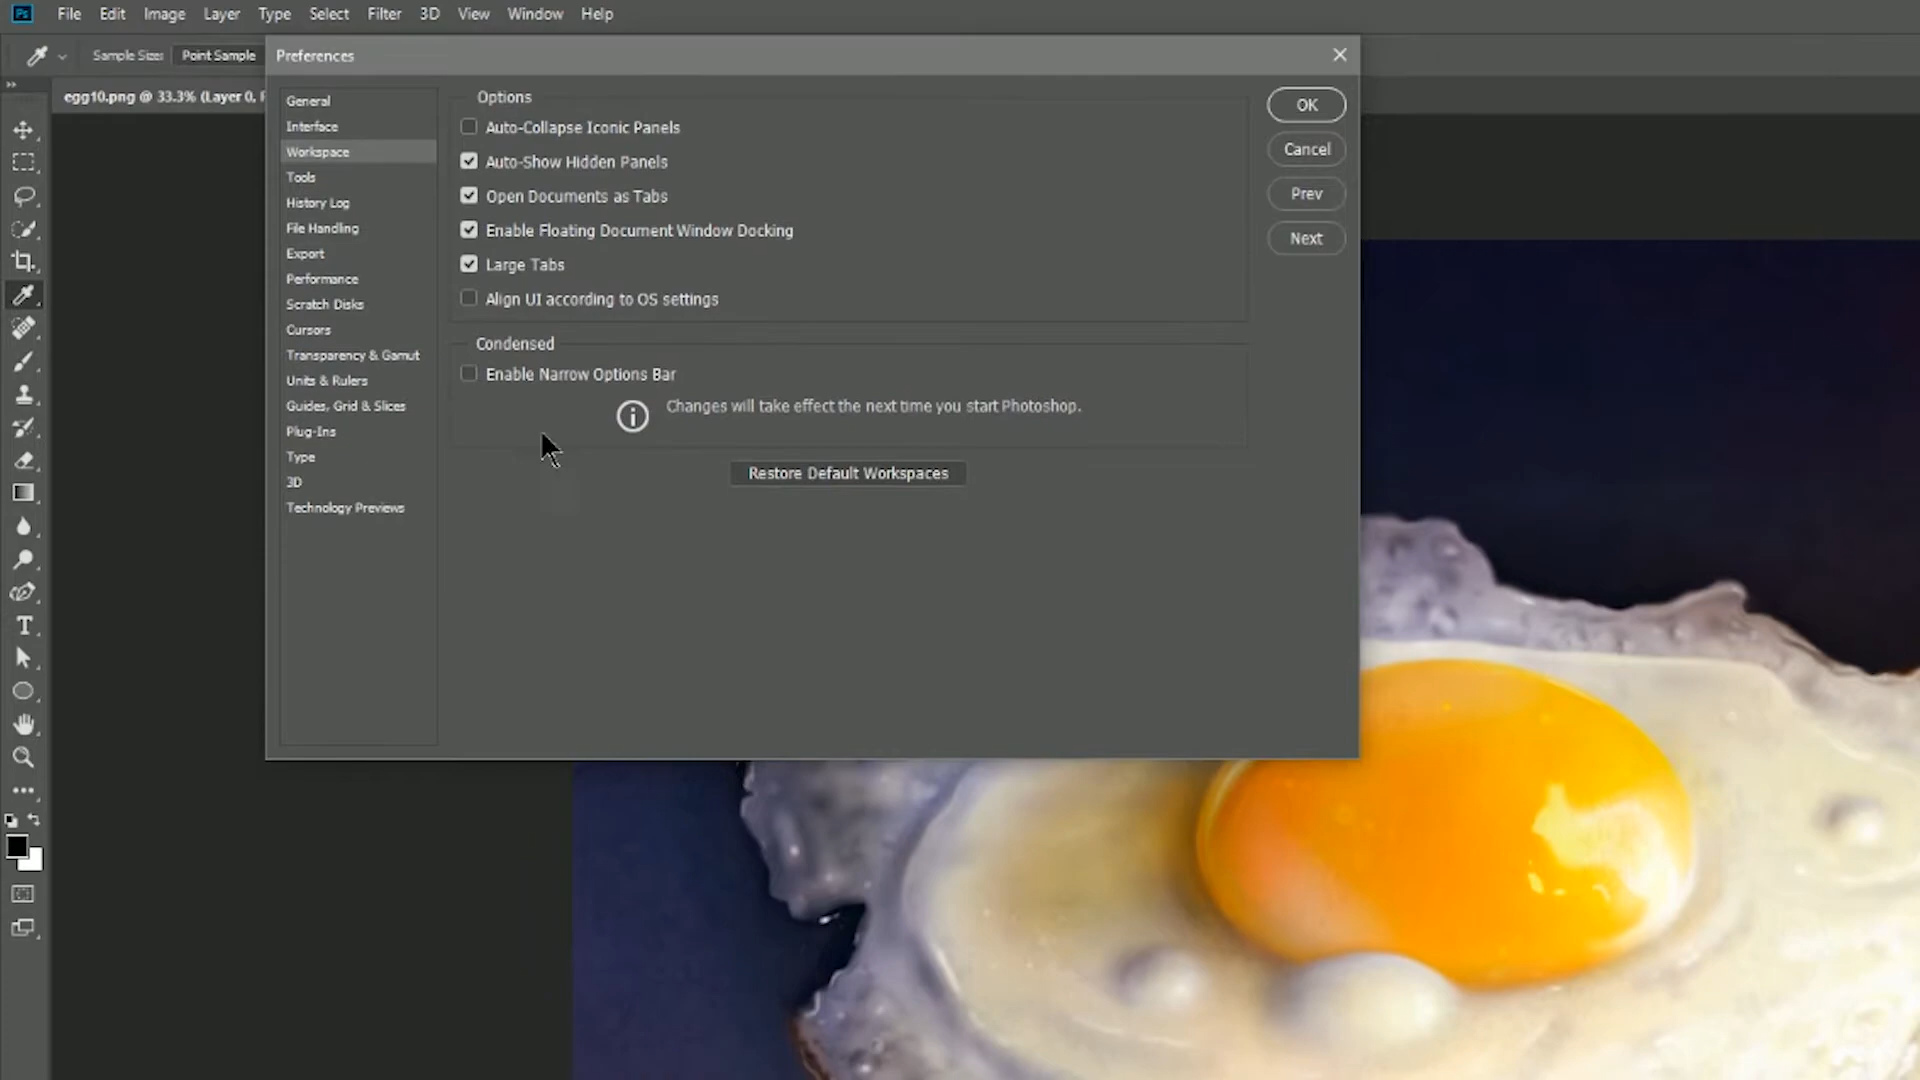 Ps File Edit Image Layer Type Select Filter 3D View Window Help
Sample Size: Point Sample
Preferences
egg10.png @ 33.3% (Layer 0,
General
Interface
Workspace
Tools
History Log
File Handling
Export
Performance
Scratch Disks
Cursors
Transparency & Gamut
Units & Rulers
Guides, Grid & Slices
Plug-Ins
Type
3D
Technology Previews
Options
Auto-Collapse Iconic Panels
Auto-Show Hidden Panels
Open Documents as Tabs
Enable Floating Document Window Docking
Large Tabs
Align UI according to OS settings
Condensed
Enable Narrow Options Bar
Changes will take effect the next time you start Photoshop.
Restore Default Workspaces
OK
Cancel
Prev
Next